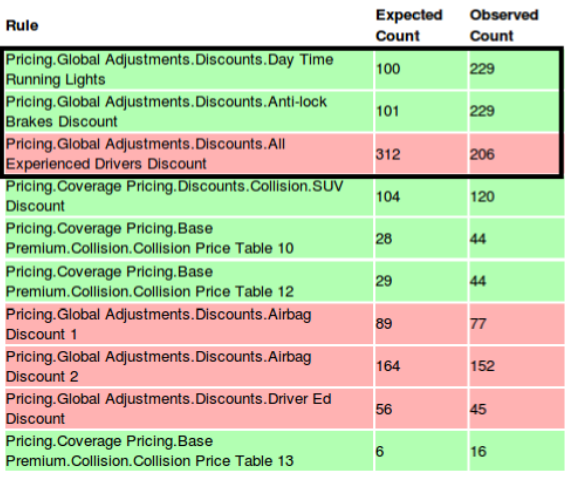 Rule Expected Count Observed Count
Pricing.Global Adjustments.Discounts.Day Time
Running Lights 100 229
Pricing.Global Adjustments.Discounts.Anti-lock
Brakes Discount 101 229
Pricing.Global Adjustments.Discounts.All
Experienced Drivers Discount 312 206
Pricing.Coverage Pricing.Discounts.Collision.SUV
Discount 104 120
Pricing.Coverage Pricing.Base
Premium.Collision.Collision Price Table 10 28 44
Pricing.Coverage Pricing.Base
Premium.Collision.Collision Price Table 12 29 44
Pricing.Global Adjustments.Discounts.Airbag
Discount 1 89 77
Pricing.Global Adjustments.Discounts.Airbag
Discount 2 164 152
Pricing.Global Adjustments.Discounts.Driver Ed
Discount 56 45
Pricing.Coverage Pricing.Base
Premium.Collision.Collision Price Table 13 6 16